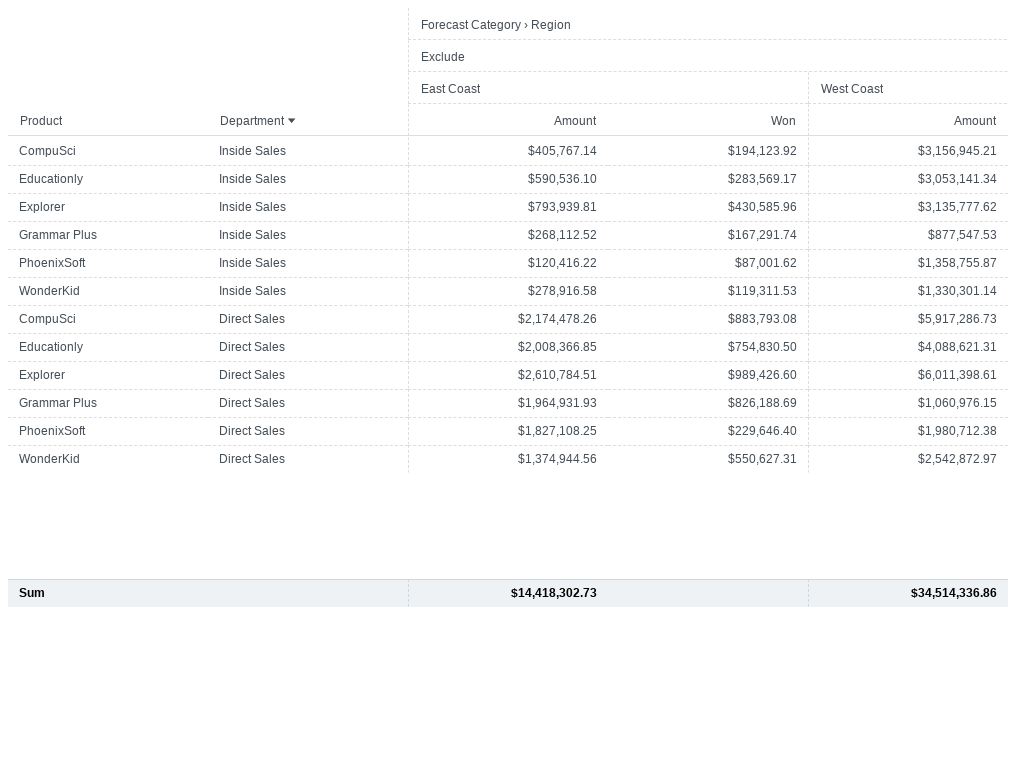 Forecast Category › Region
Exclude
East Coast West Coast
Product Department Amount Won Amount
CompuSci Inside Sales $405,767.14 $194,123.92 $3,156,945.21
Educationly Inside Sales $590,536.10 $283,569.17 $3,053,141.34
Explorer Inside Sales $793,939.81 $430,585.96 $3,135,777.62
Grammar Plus Inside Sales $268,112.52 $167,291.74 $877,547.53
PhoenixSoft Inside Sales $120,416.22 $87,001.62 $1,358,755.87
WonderKid Inside Sales $278,916.58 $119,311.53 $1,330,301.14
CompuSci Direct Sales $2,174,478.26 $883,793.08 $5,917,286.73
Educationly Direct Sales $2,008,366.85 $754,830.50 $4,088,621.31
Explorer Direct Sales $2,610,784.51 $989,426.60 $6,011,398.61
Grammar Plus Direct Sales $1,964,931.93 $826,188.69 $1,060,976.15
PhoenixSoft Direct Sales $1,827,108.25 $229,646.40 $1,980,712.38
WonderKid Direct Sales $1,374,944.56 $550,627.31 $2,542,872.97
Sum $14,418,302.73 $34,514,336.86